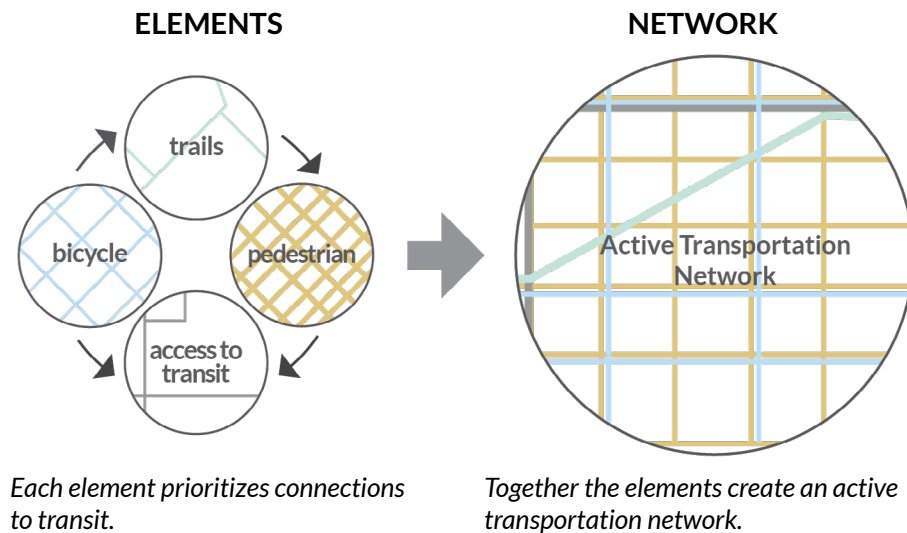 ELEMENTS
trails
bicycle
pedestrian
access to
transit
Each element prioritizes connections
to transit.
NETWORK
Active Transportation
Network
Together the elements create an active
transportation network.